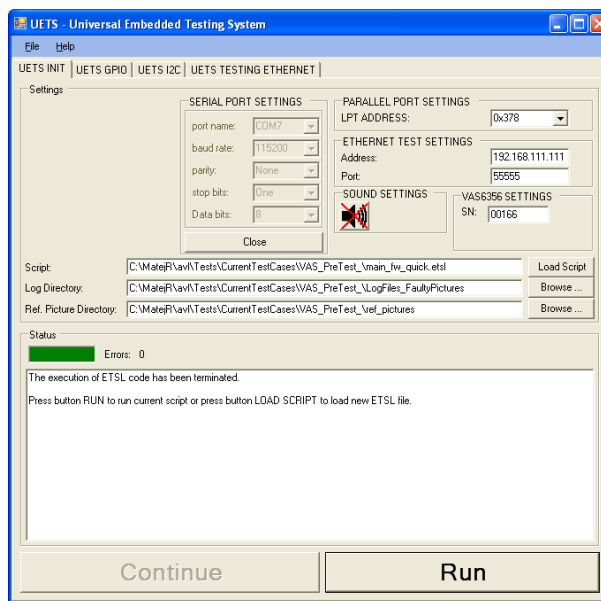 UETS - Universal Embedded Testing System
File Help
UETS INIT UETS GPIO UETS I2C UETS TESTING ETHERNET
Settings
SERIAL PORT SETTINGS
port name: COM7
baud rate: 115200
parity: None
stop bits: One
Data bits: 8
Close
PARALLEL PORT SETTINGS
LPT ADDRESS: 0x378
ETHERNET TEST SETTINGS
Address: 192.168.111.111
Port: 55555
SOUND SETTINGS
VAS6356 SETTINGS
SN: 00166
Script: C:\MatejR\avl\Tests\CurrentTestCases\VAS_PreTest_\main_fw_quick.etsl Load Script
Log Directory: C:\MatejR\avl\Tests\CurrentTestCases\VAS_PreTest_\LogFiles_FaultyPictures Browse ...
Ref. Picture Directory: C:\MatejR\avl\Tests\CurrentTestCases\VAS_PreTest_\ref_pictures Browse ...
Status
Errors: 0
The execution of ETSL code has been terminated.
Press button RUN to run current script or press button LOAD SCRIPT to load new ETSL file.
Continue Run